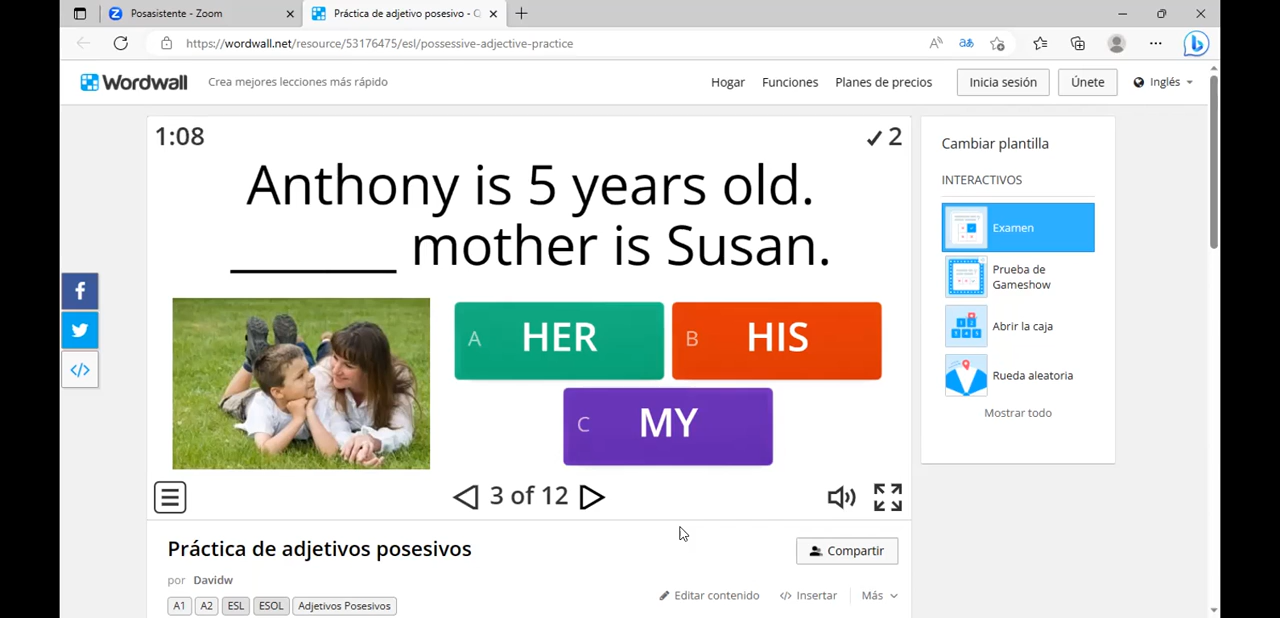 Posasistente - Zoom
Práctica de adjetivo posesivo - Q
https://wordwall.net/resource/53176475/esl/possessive-adjective-practice
Wordwall
Crea mejores lecciones más rápido
Hogar
Funciones
Planes de precios
Inicia sesión
Únete
Inglés
1:08
2
Anthony is 5 years old.
______ mother is Susan.
A HER
B HIS
C MY
3 of 12
Cambiar plantilla
INTERACTIVOS
Examen
Prueba de
Gameshow
Abrir la caja
Rueda aleatoria
Mostrar todo
Práctica de adjetivos posesivos
Compartir
por Davidw
Editar contenido
Insertar
Más
A1
A2
ESL
ESOL
Adjetivos Posesivos